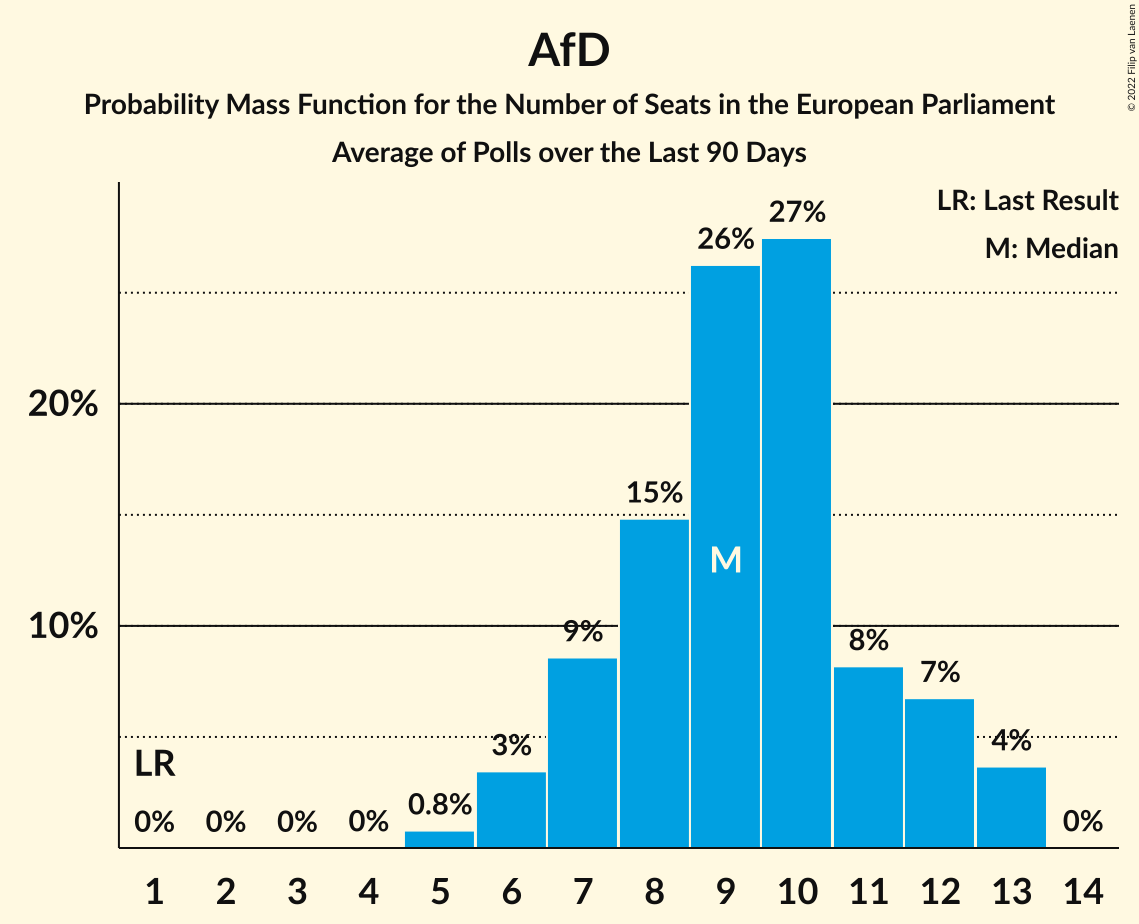 AfD
Probability Mass Function for the Number of Seats in the European Parliament
Average of Polls over the Last 90 Days
© 2022 Filip van Laenen
LR: Last Result
M: Median
27%
26%
20%
15%
M
10%
9%
8%
7%
LR
3%
4%
0%
0%
0%
0%
0.8%
0%
1 2 3 4 5 6 7 8 9 10 11 12 13 14